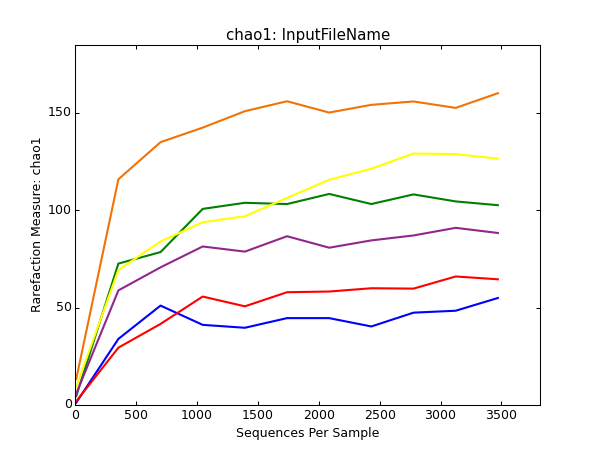 chao1: InputFileName
150
100
50
0
0 500 1000 1500 2000 2500 3000 3500
Rarefaction Measure: chao1
Sequences Per Sample